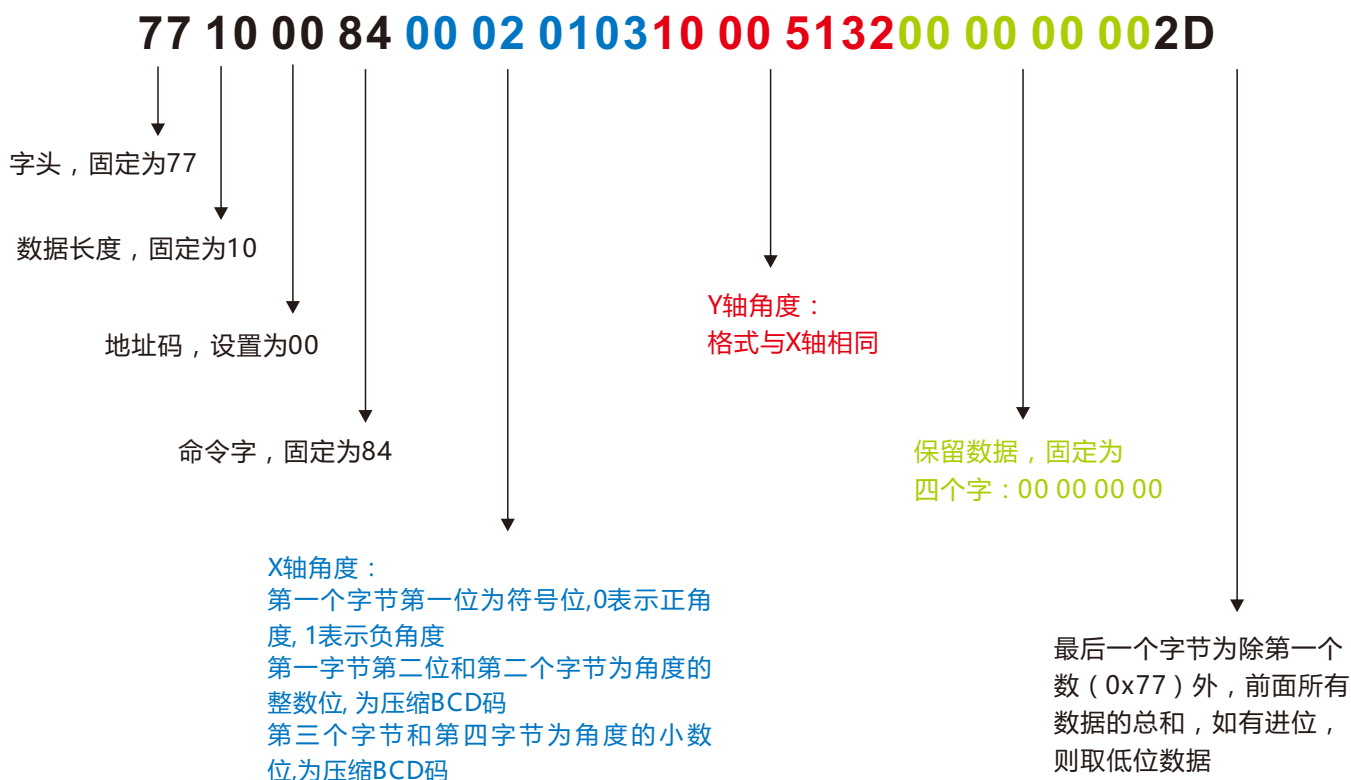 77 10 00 84 00 02 010310 00 513200 00 00 002D
字头，固定为77
数据长度，固定为10
地址码，设置为00
命令字，固定为84
X轴角度：
第一个字节第一位为符号位,0表示正角
度, 1表示负角度
第一字节第二位和第二个字节为角度的
整数位, 为压缩BCD码
第三个字节和第四字节为角度的小数
位,为压缩BCD码
Y轴角度：
格式与X轴相同
保留数据，固定为
四个字：00 00 00 00
最后一个字节为除第一个
数（0x77）外，前面所有
数据的总和，如有进位，
则取低位数据